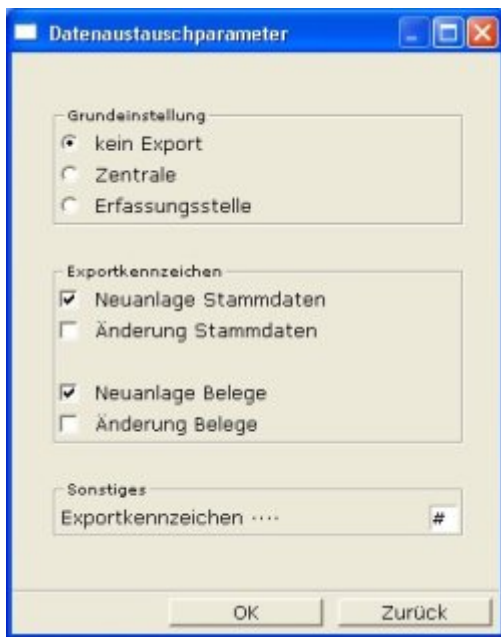 Datenaustauschparameter
Grundeinstellung
kein Export
Zentrale
Erfassungsstelle
Exportkennzeichen
Neuanlage Stammdaten
Änderung Stammdaten
Neuanlage Belege
Änderung Belege
Sonstiges
Exportkennzeichen ···· #
OK Zurück